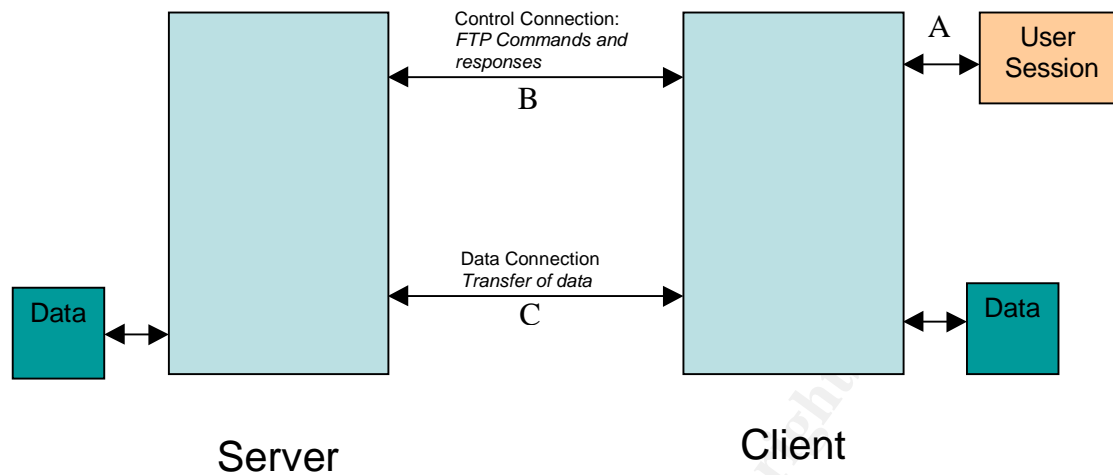 Control Connection:
FTP Commands and
responses
B
A
User
Session
Data Connection
Transfer of data
C
Data
Data
Server
Client